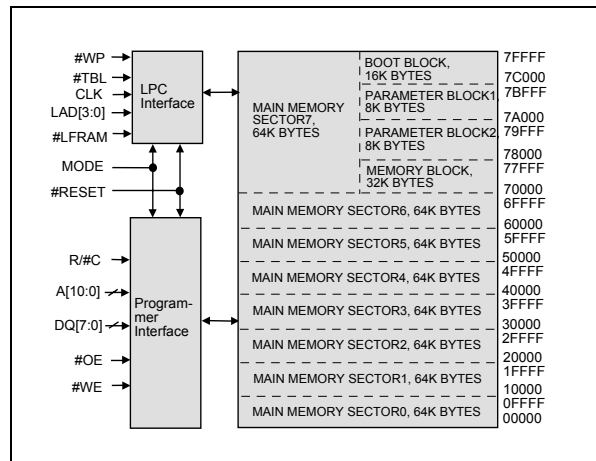 #WP
#TBL
CLK
LAD[3:0]
#LFRAM
MODE
#RESET
R/#C
A[10:0]
DQ[7:0]
#OE
#WE
LPC
Interface
Program-
mer
Interface
MAIN MEMORY
SECTOR7,
64K BYTES
BOOT BLOCK,
16K BYTES
PARAMETER BLOCK1,
8K BYTES
PARAMETER BLOCK2,
8K BYTES
MEMORY BLOCK,
32K BYTES
MAIN MEMORY SECTOR6, 64K BYTES
MAIN MEMORY SECTOR5, 64K BYTES
MAIN MEMORY SECTOR4, 64K BYTES
MAIN MEMORY SECTOR3, 64K BYTES
MAIN MEMORY SECTOR2, 64K BYTES
MAIN MEMORY SECTOR1, 64K BYTES
MAIN MEMORY SECTOR0, 64K BYTES
7FFFF
7C000
7BFFF
7A000
79FFF
78000
77FFF
70000
6FFFF
60000
5FFFF
50000
4FFFF
40000
3FFFF
30000
2FFFF
20000
1FFFF
10000
0FFFF
00000